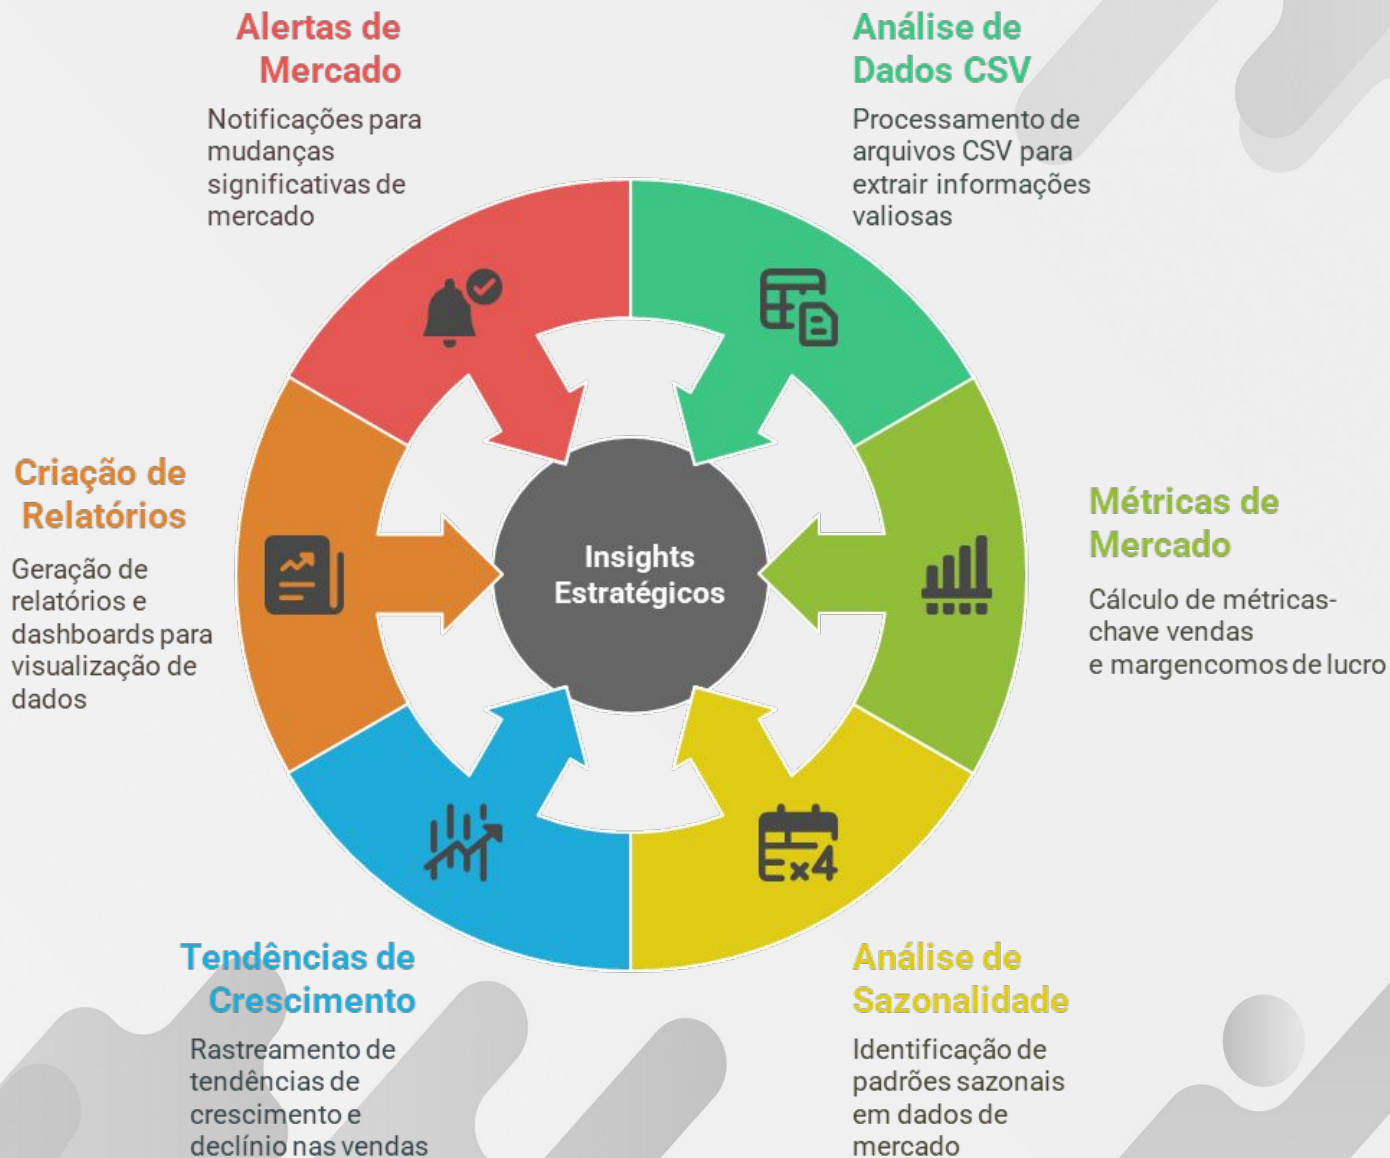 Alertas de
Mercado
Notificações para
mudanças
significativas de
mercado
Análise de
Dados CSV
Processamento de
arquivos CSV para
extrair informações
valiosas
Criação de
Relatórios
Geração de
relatórios e
dashboards para
visualização de
dados
Insights
Estratégicos
Métricas de
Mercado
Cálculo de métricas-
chave vendas
e margencomos de lucro
x4
Tendências de
Crescimento
Rastreamento de
tendências de
crescimento e
declínio nas vendas
Análise de
Sazonalidade
Identificação de
padrões sazonais
em dados de
mercado